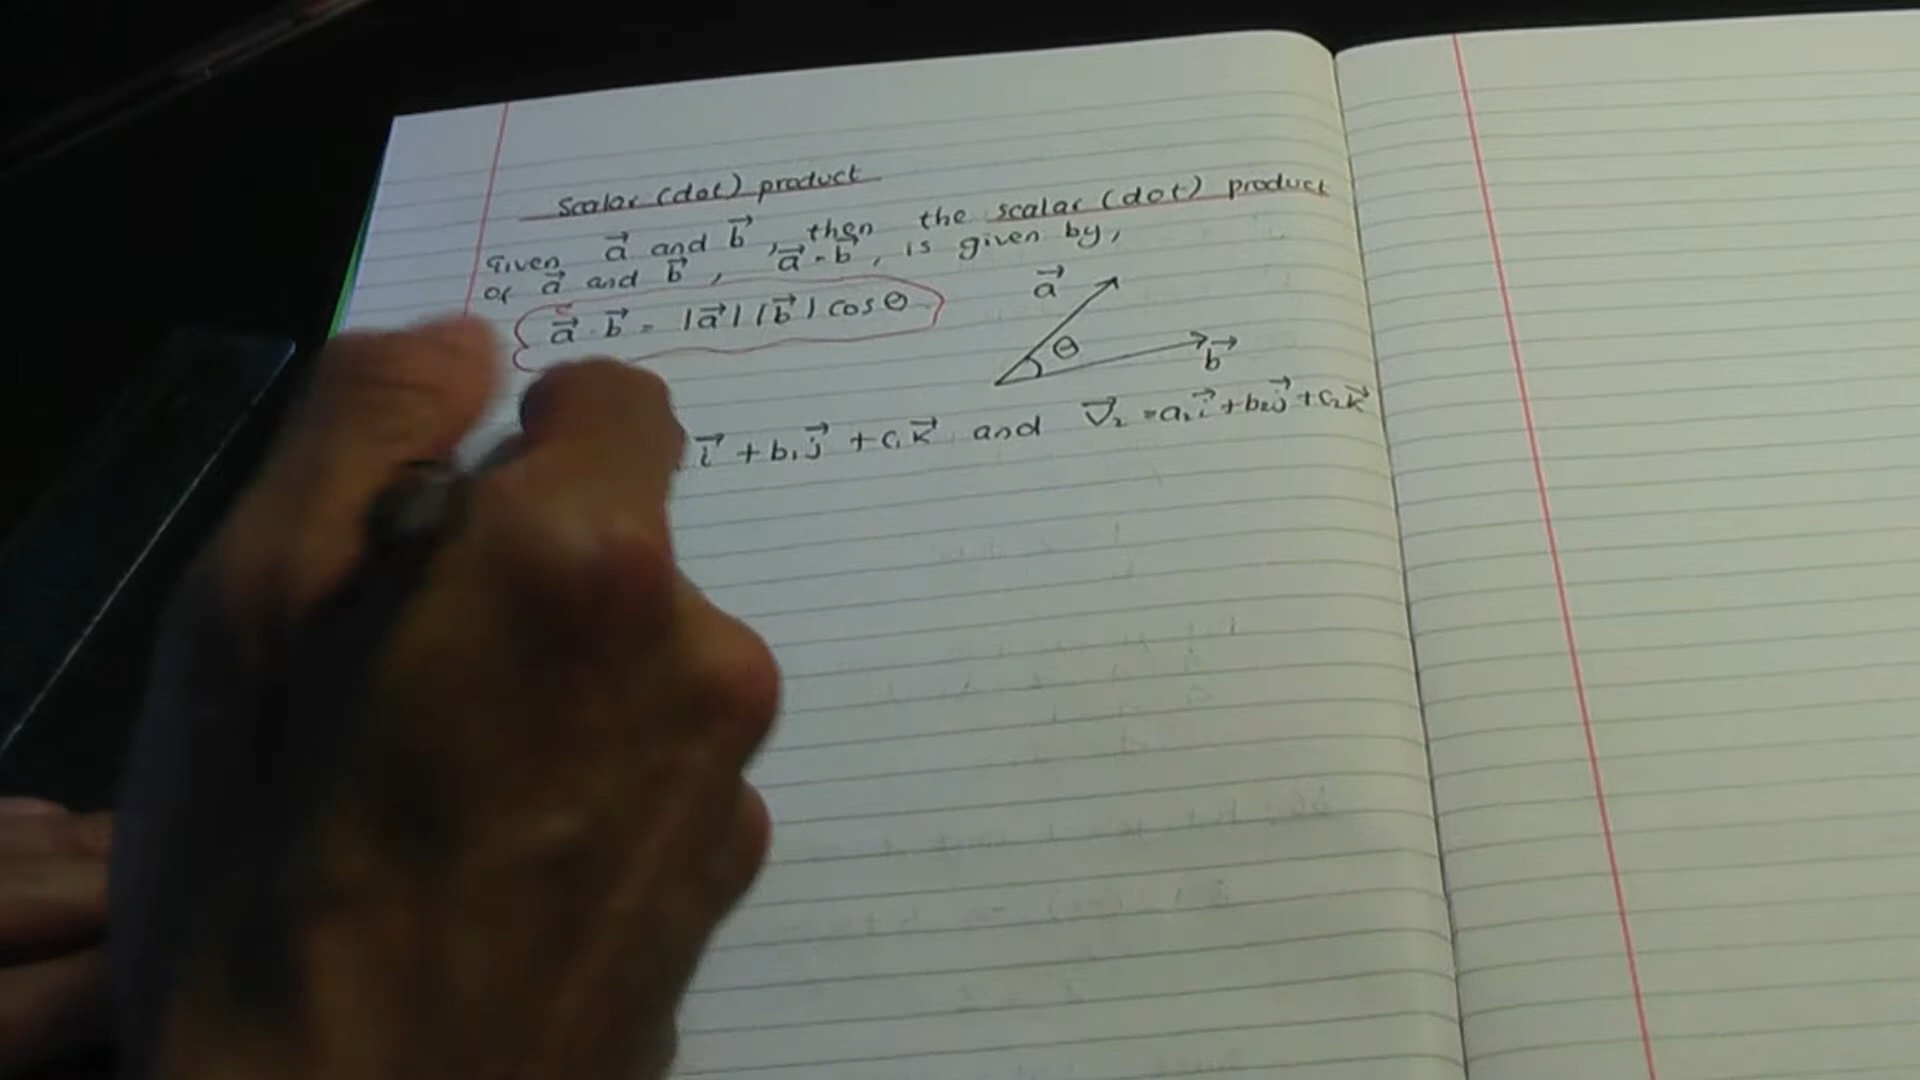 Scalar (dot) product
Given a⃗ and b⃗, then the scalar (dot) product
of a⃗ and b⃗, a⃗·b⃗, is given by,
a⃗·b⃗ = |a⃗| |b⃗| cos θ
a⃗
θ
b⃗
i⃗ + b₁j⃗ + c₁k⃗ and V⃗₂ = a₂i⃗ + b₂j⃗ + c₂k⃗